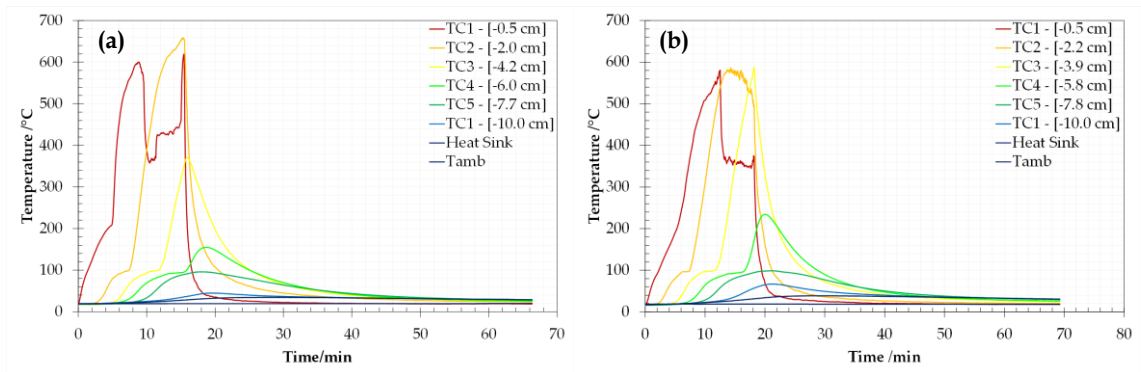 (a)
700
600
500
400
300
200
100
0
Temperature /°C
0 10 20 30 40 50 60 70
Time/min
TC1 - [-0.5 cm]
TC2 - [-2.0 cm]
TC3 - [-4.2 cm]
TC4 - [-6.0 cm]
TC5 - [-7.7 cm]
TC1 - [-10.0 cm]
Heat Sink
Tamb
(b)
700
600
500
400
300
200
100
0
Temperature /°C
0 10 20 30 40 50 60 70 80
Time /min
TC1 - [-0.5 cm]
TC2 - [-2.2 cm]
TC3 - [-3.9 cm]
TC4 - [-5.8 cm]
TC5 - [-7.8 cm]
TC1 - [-10.0 cm]
Heat Sink
Tamb